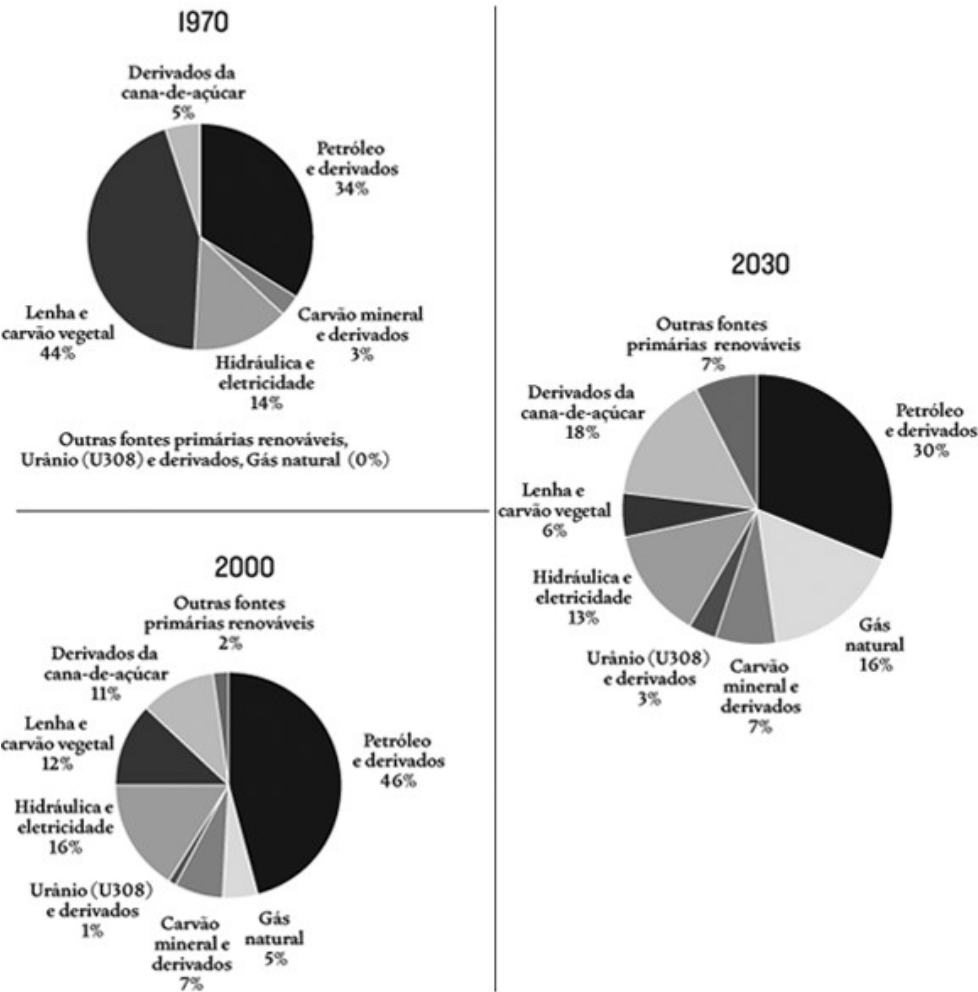 1970
Derivados da
cana-de-açúcar
5%
Petróleo
e derivados
34%
Carvão mineral
e derivados
3%
Hidráulica e
eletricidade
14%
Lenha e
carvão vegetal
44%
Outras fontes primárias renováveis,
Urânio (U308) e derivados, Gás natural (0%)
2000
Outras fontes
primárias renováveis
2%
Derivados da
cana-de-açúcar
11%
Lenha e
carvão vegetal
12%
Hidráulica e
eletricidade
16%
Urânio (U308)
e derivados
1%
Carvão
mineral e
derivados
7%
Gás
natural
5%
Petróleo
e derivados
46%
2030
Outras fontes
primárias renováveis
7%
Derivados da
cana-de-açúcar
18%
Lenha e
carvão vegetal
6%
Hidráulica e
eletricidade
13%
Urânio (U308)
e derivados
3%
Carvão
mineral e
derivados
7%
Gás
natural
16%
Petróleo
e derivados
30%